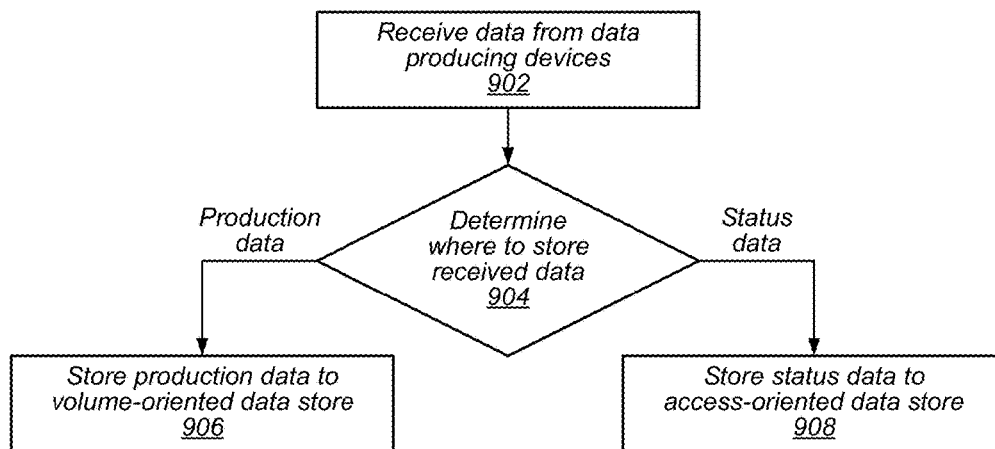 Receive data from data
producing devices
902
Production
data
Determine
where to store
received data
904
Status
data
Store production data to
volume-oriented data store
906
Store status data to
access-oriented data store
908